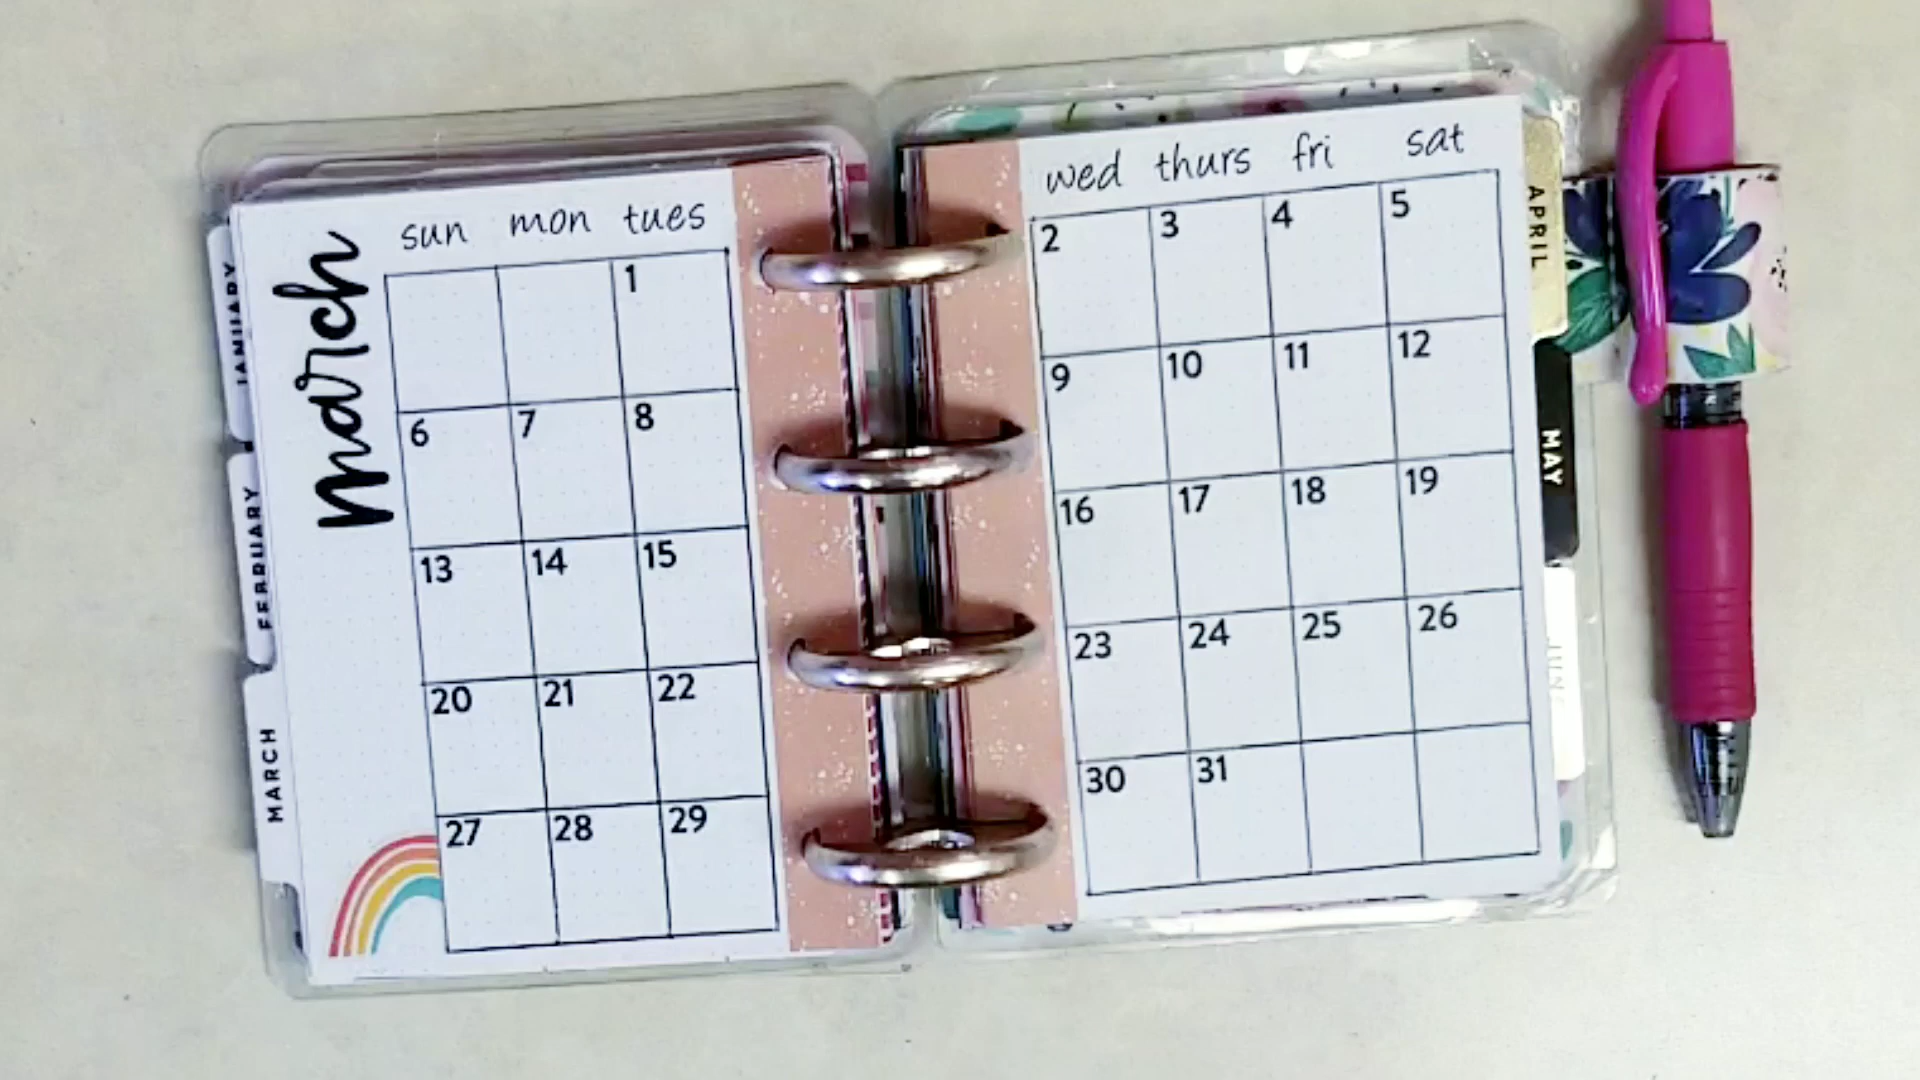 sun mon tues
wed thurs fri sat
march
1 2 3 4 5
6 7 8 9 10 11 12
13 14 15 16 17 18 19
20 21 22 23 24 25 26
27 28 29 30 31
JANUARY
FEBRUARY
MARCH
APRIL
MAY
JUNE